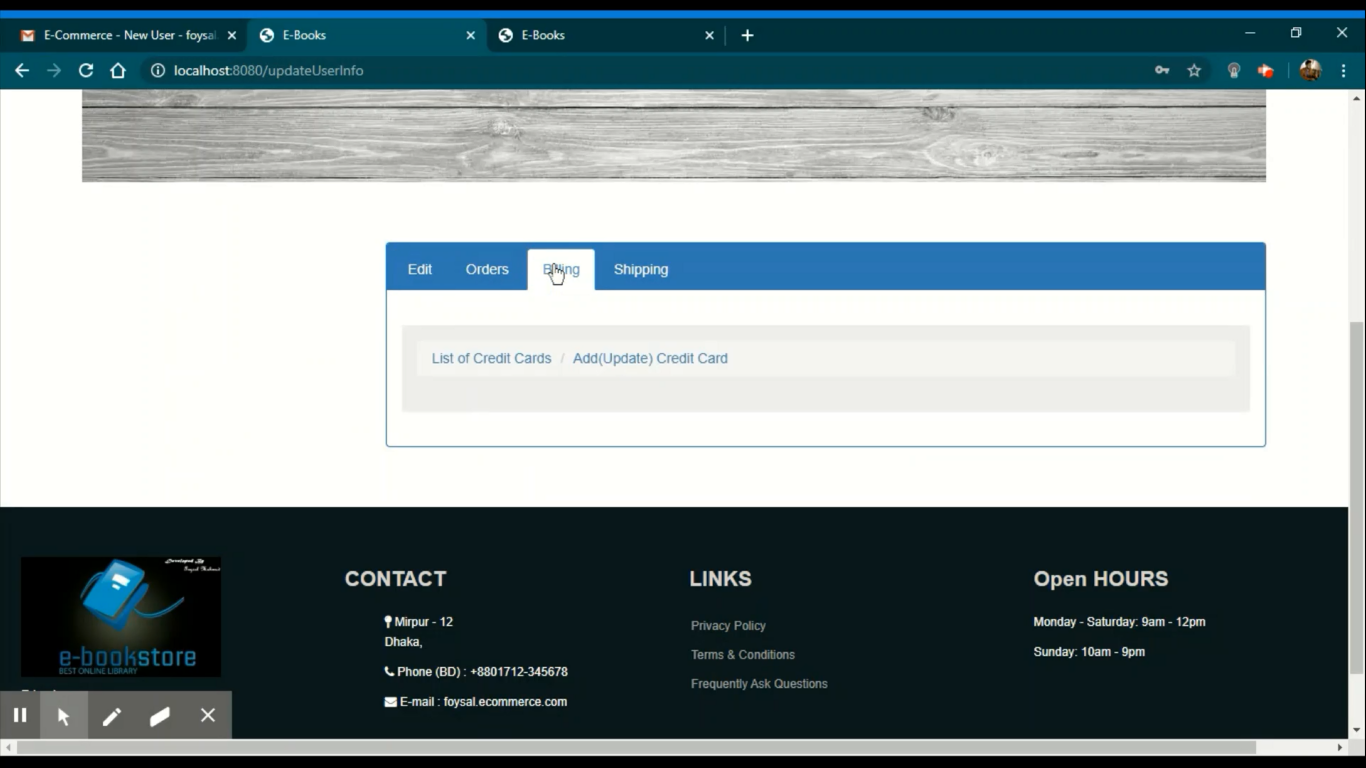 E-Commerce - New User - foysal
E-Books
E-Books
localhost:8080/updateUserInfo
Edit
Orders
Billing
Shipping
List of Credit Cards / Add(Update) Credit Card
Developed By
e-bookstore
BEST ONLINE LIBRARY
CONTACT
Mirpur - 12
Dhaka,
Phone (BD) : +8801712-345678
E-mail : foysal.ecommerce.com
LINKS
Privacy Policy
Terms & Conditions
Frequently Ask Questions
Open HOURS
Monday - Saturday: 9am - 12pm
Sunday: 10am - 9pm